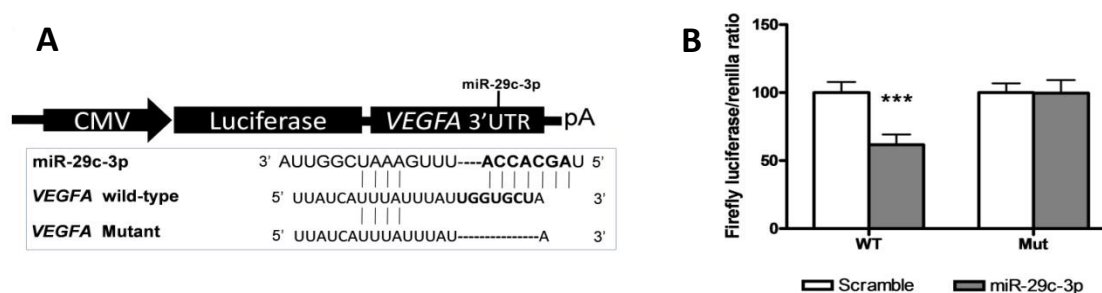 A
miR-29c-3p
CMV Luciferase VEGFA 3'UTR pA
miR-29c-3p 3' AUUGGCUAAAGUUU----ACCACGAU 5'
VEGFA wild-type 5' UUAUCAUUUAUUUAUUGGUGCUA 3'
VEGFA Mutant 5' UUAUCAUUUAUUUAU---------------A 3'
B
Firefly luciferase/renilla ratio
150
100
50
0
***
WT Mut
Scramble miR-29c-3p